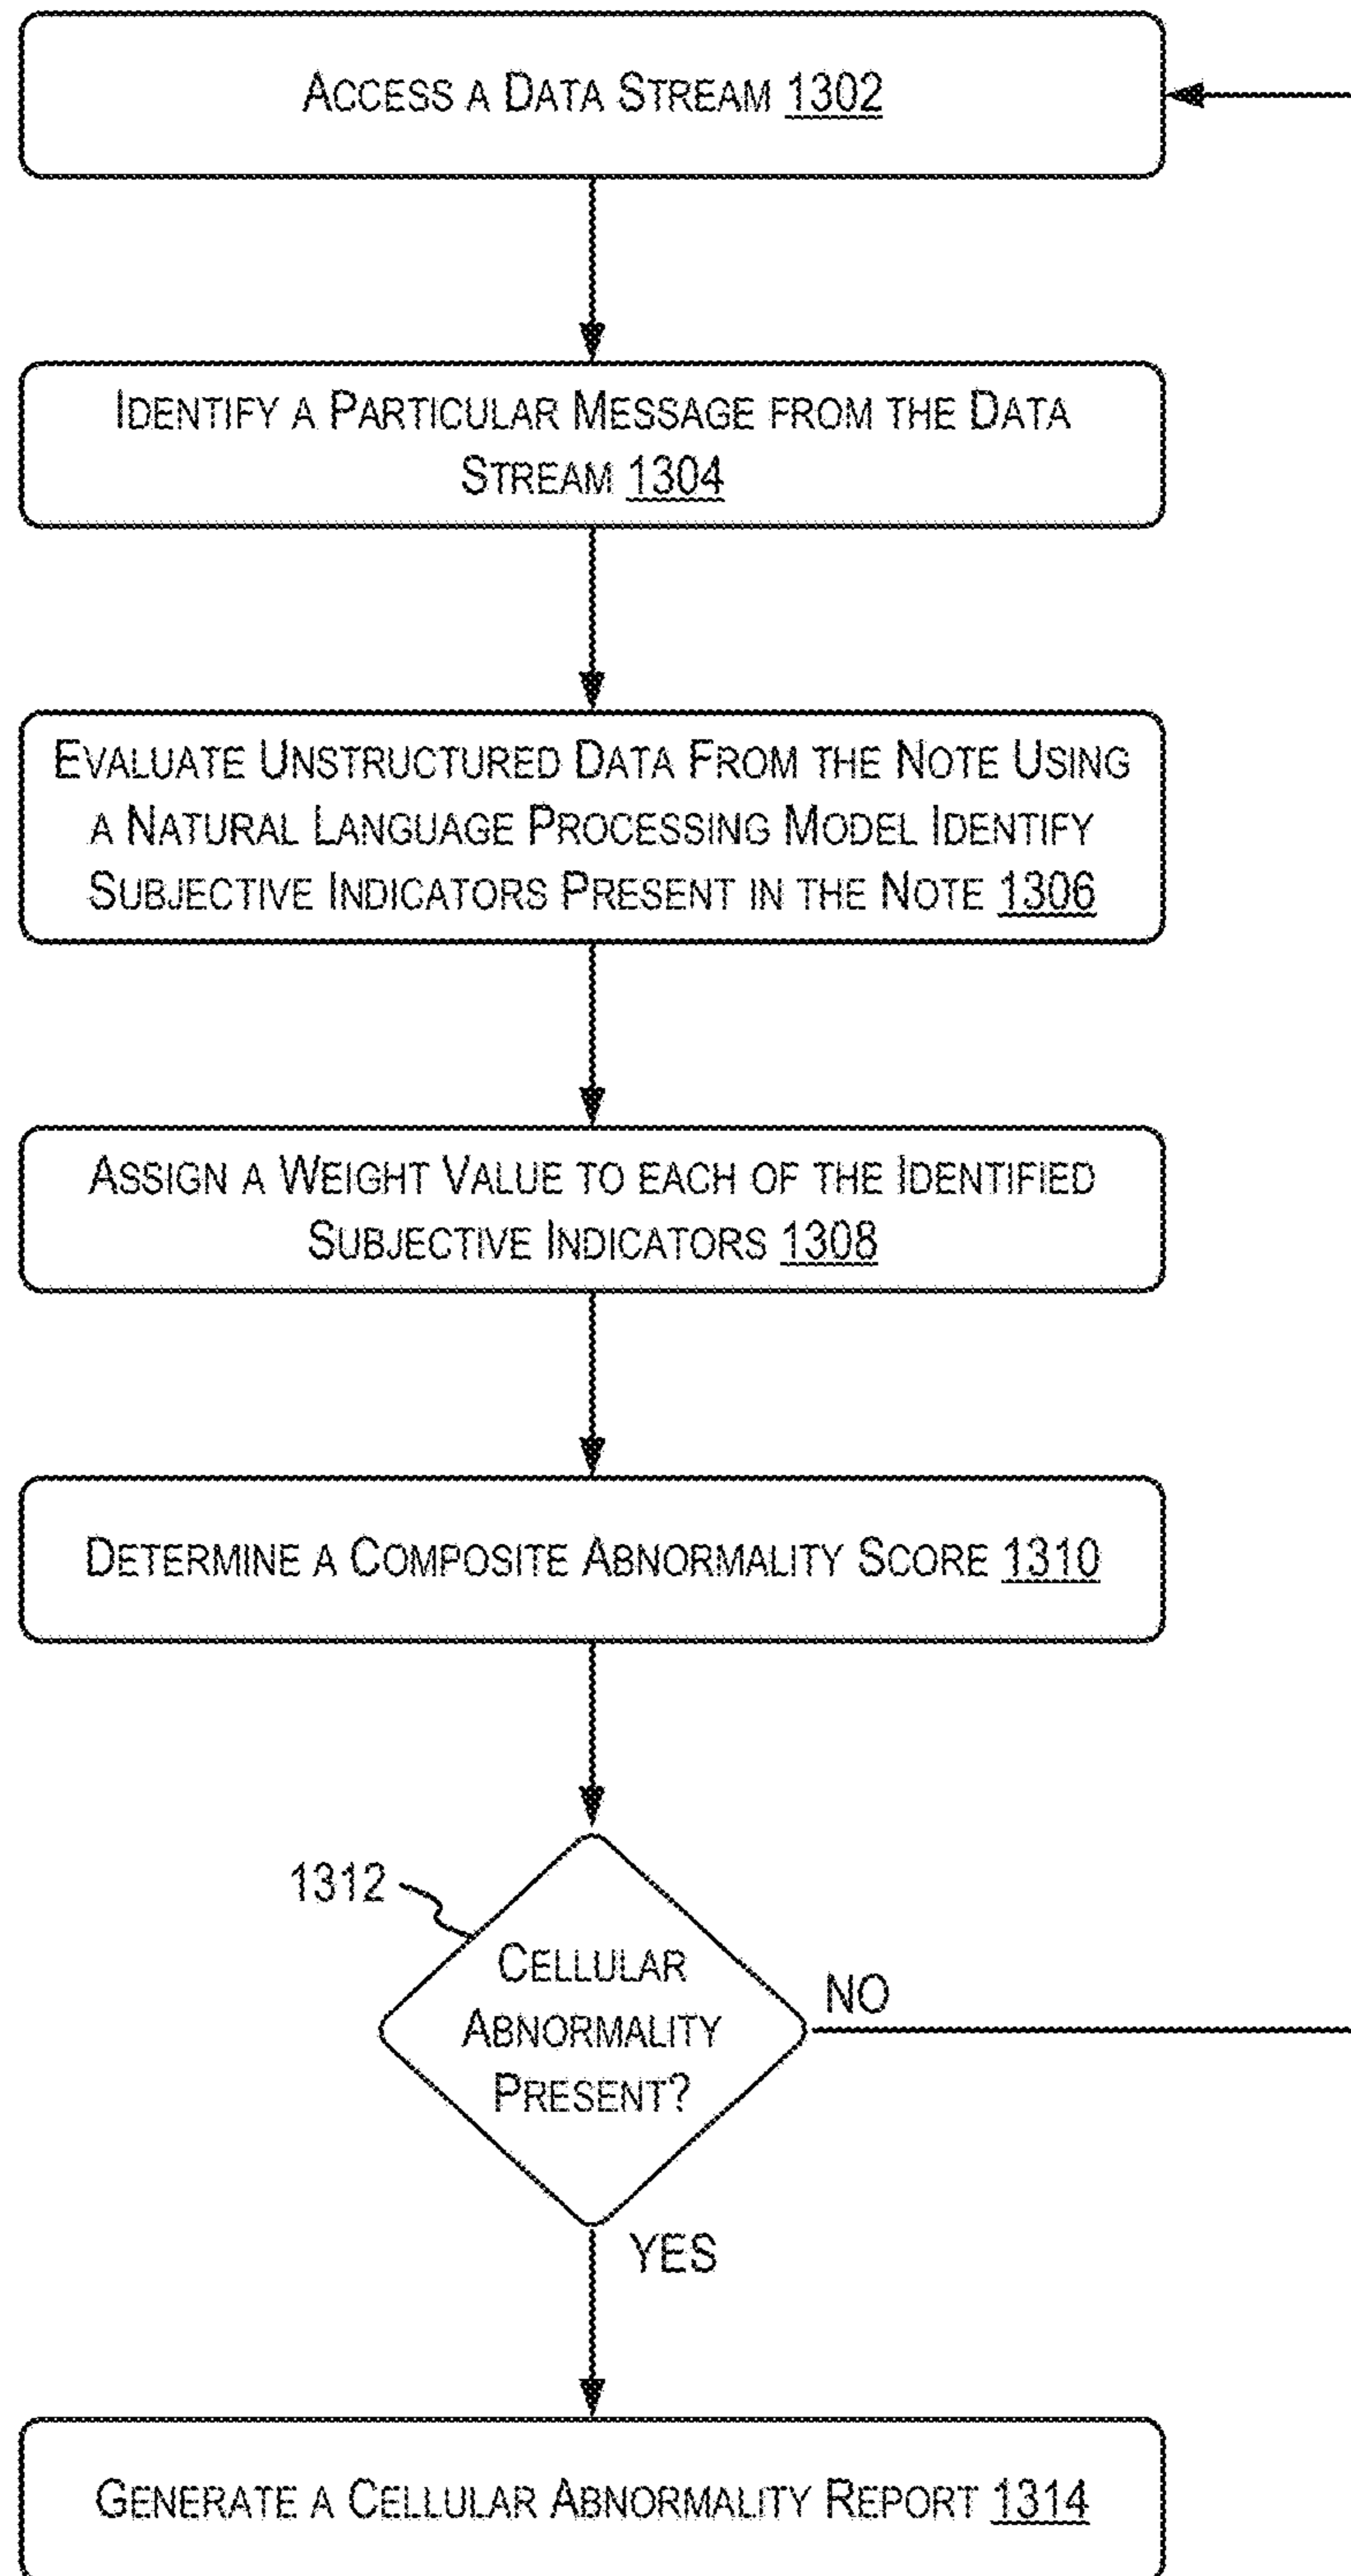 ACCESS A DATA STREAM 1302
IDENTIFY A PARTICULAR MESSAGE FROM THE DATA
STREAM 1304
EVALUATE UNSTRUCTURED DATA FROM THE NOTE USING
A NATURAL LANGUAGE PROCESSING MODEL IDENTIFY
SUBJECTIVE INDICATORS PRESENT IN THE NOTE 1306
ASSIGN A WEIGHT VALUE TO EACH OF THE IDENTIFIED
SUBJECTIVE INDICATORS 1308
DETERMINE A COMPOSITE ABNORMALITY SCORE 1310
1312
CELLULAR
ABNORMALITY
PRESENT?
NO
YES
GENERATE A CELLULAR ABNORMALITY REPORT 1314